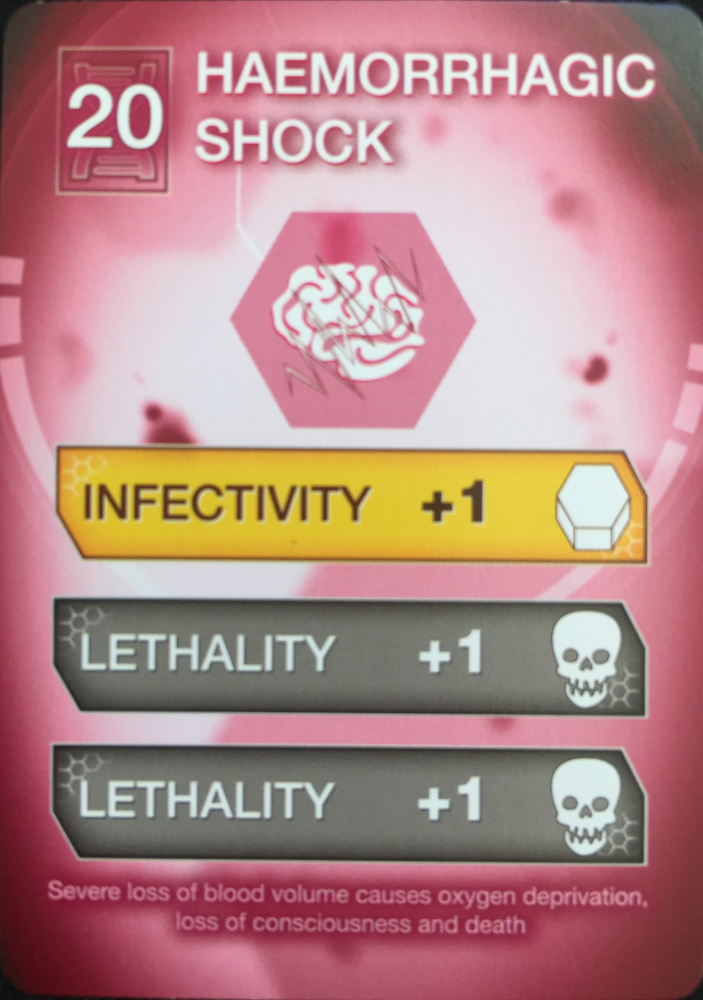 20
HAEMORRHAGIC
SHOCK
INFECTIVITY +1
LETHALITY +1
LETHALITY +1
Severe loss of blood volume causes oxygen deprivation,
loss of consciousness and death